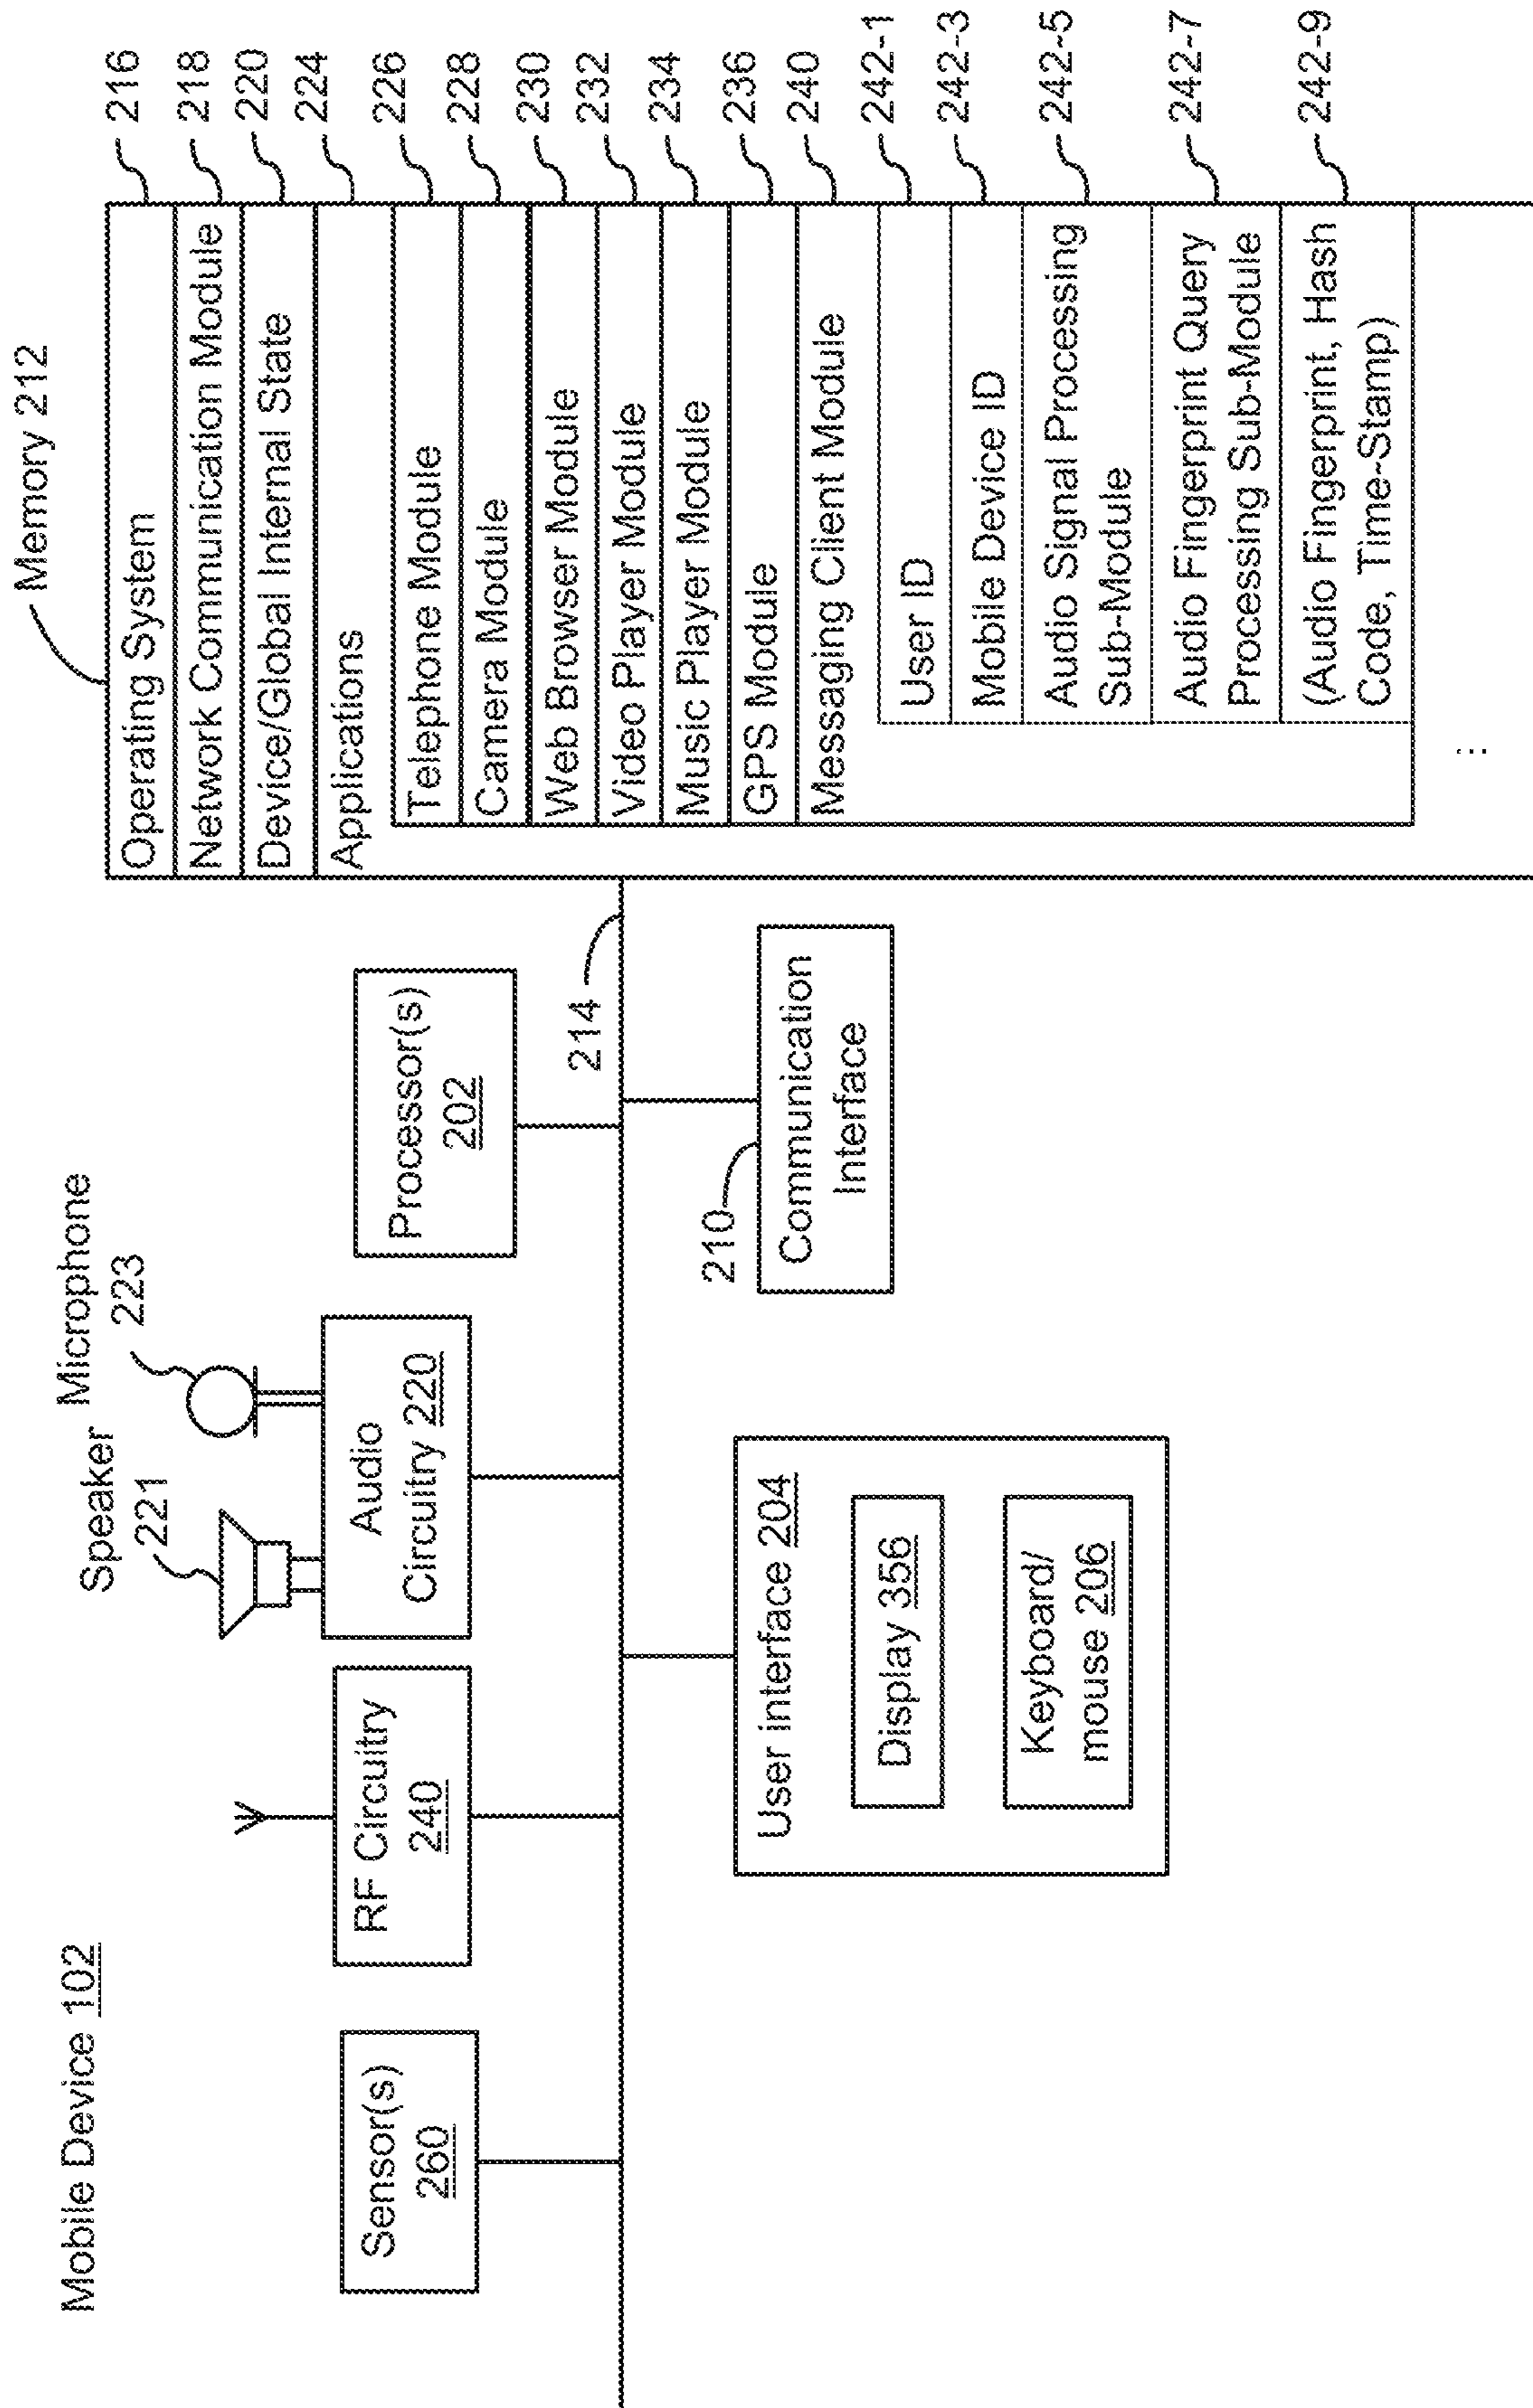 Mobile Device 102
Sensor(s)
260
RF Circuitry
240
Speaker
221
Microphone
223
Audio
Circuitry 220
Processor(s)
202
214
User interface 204
Display 356
Keyboard/
mouse 206
210
Communication
Interface
Memory 212
Operating System
216
Network Communication Module
218
Device/Global Internal State
220
Applications
224
Telephone Module
226
Camera Module
228
Web Browser Module
230
Video Player Module
232
Music Player Module
234
GPS Module
236
Messaging Client Module
240
User ID
242-1
Mobile Device ID
242-3
Audio Signal Processing
Sub-Module
242-5
Audio Fingerprint Query
Processing Sub-Module
242-7
(Audio Fingerprint, Hash
Code, Time-Stamp)
242-9
...